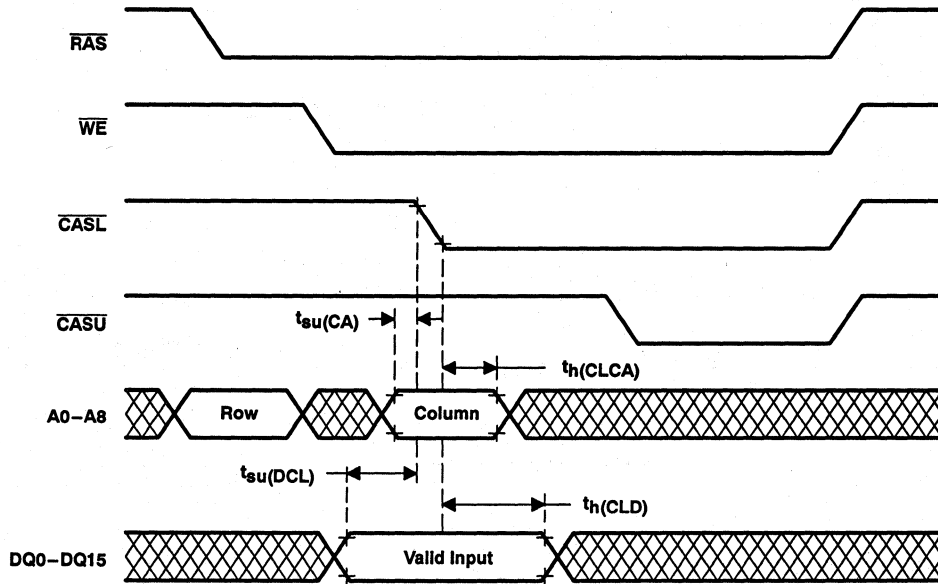 RAS
WE
CASL
CASU
tsu(CA)
th(CLCA)
A0–A8
Row
Column
tsu(DCL)
th(CLD)
DQ0–DQ15
Valid Input